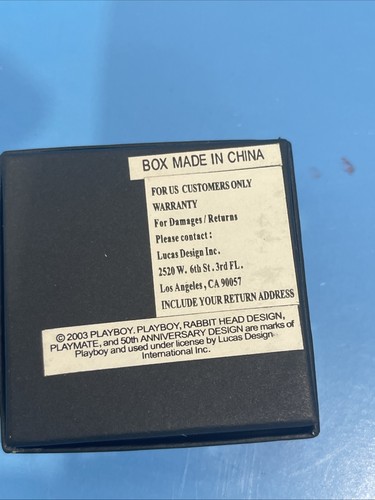 BOX MADE IN CHINA
FOR US CUSTOMERS ONLY
WARRANTY
For Damages / Returns
Please contact :
Lucas Design Inc.
2520 W. 6th St. 3rd FL.
Los Angeles , CA 90057
INCLUDE YOUR RETURN ADDRESS
© 2003 PLAYBOY. PLAYBOY, RABBIT HEAD DESIGN,
PLAYMATE, and 50th ANNIVERSARY DESIGN are marks of
Playboy and used under license by Lucas Design
International Inc.